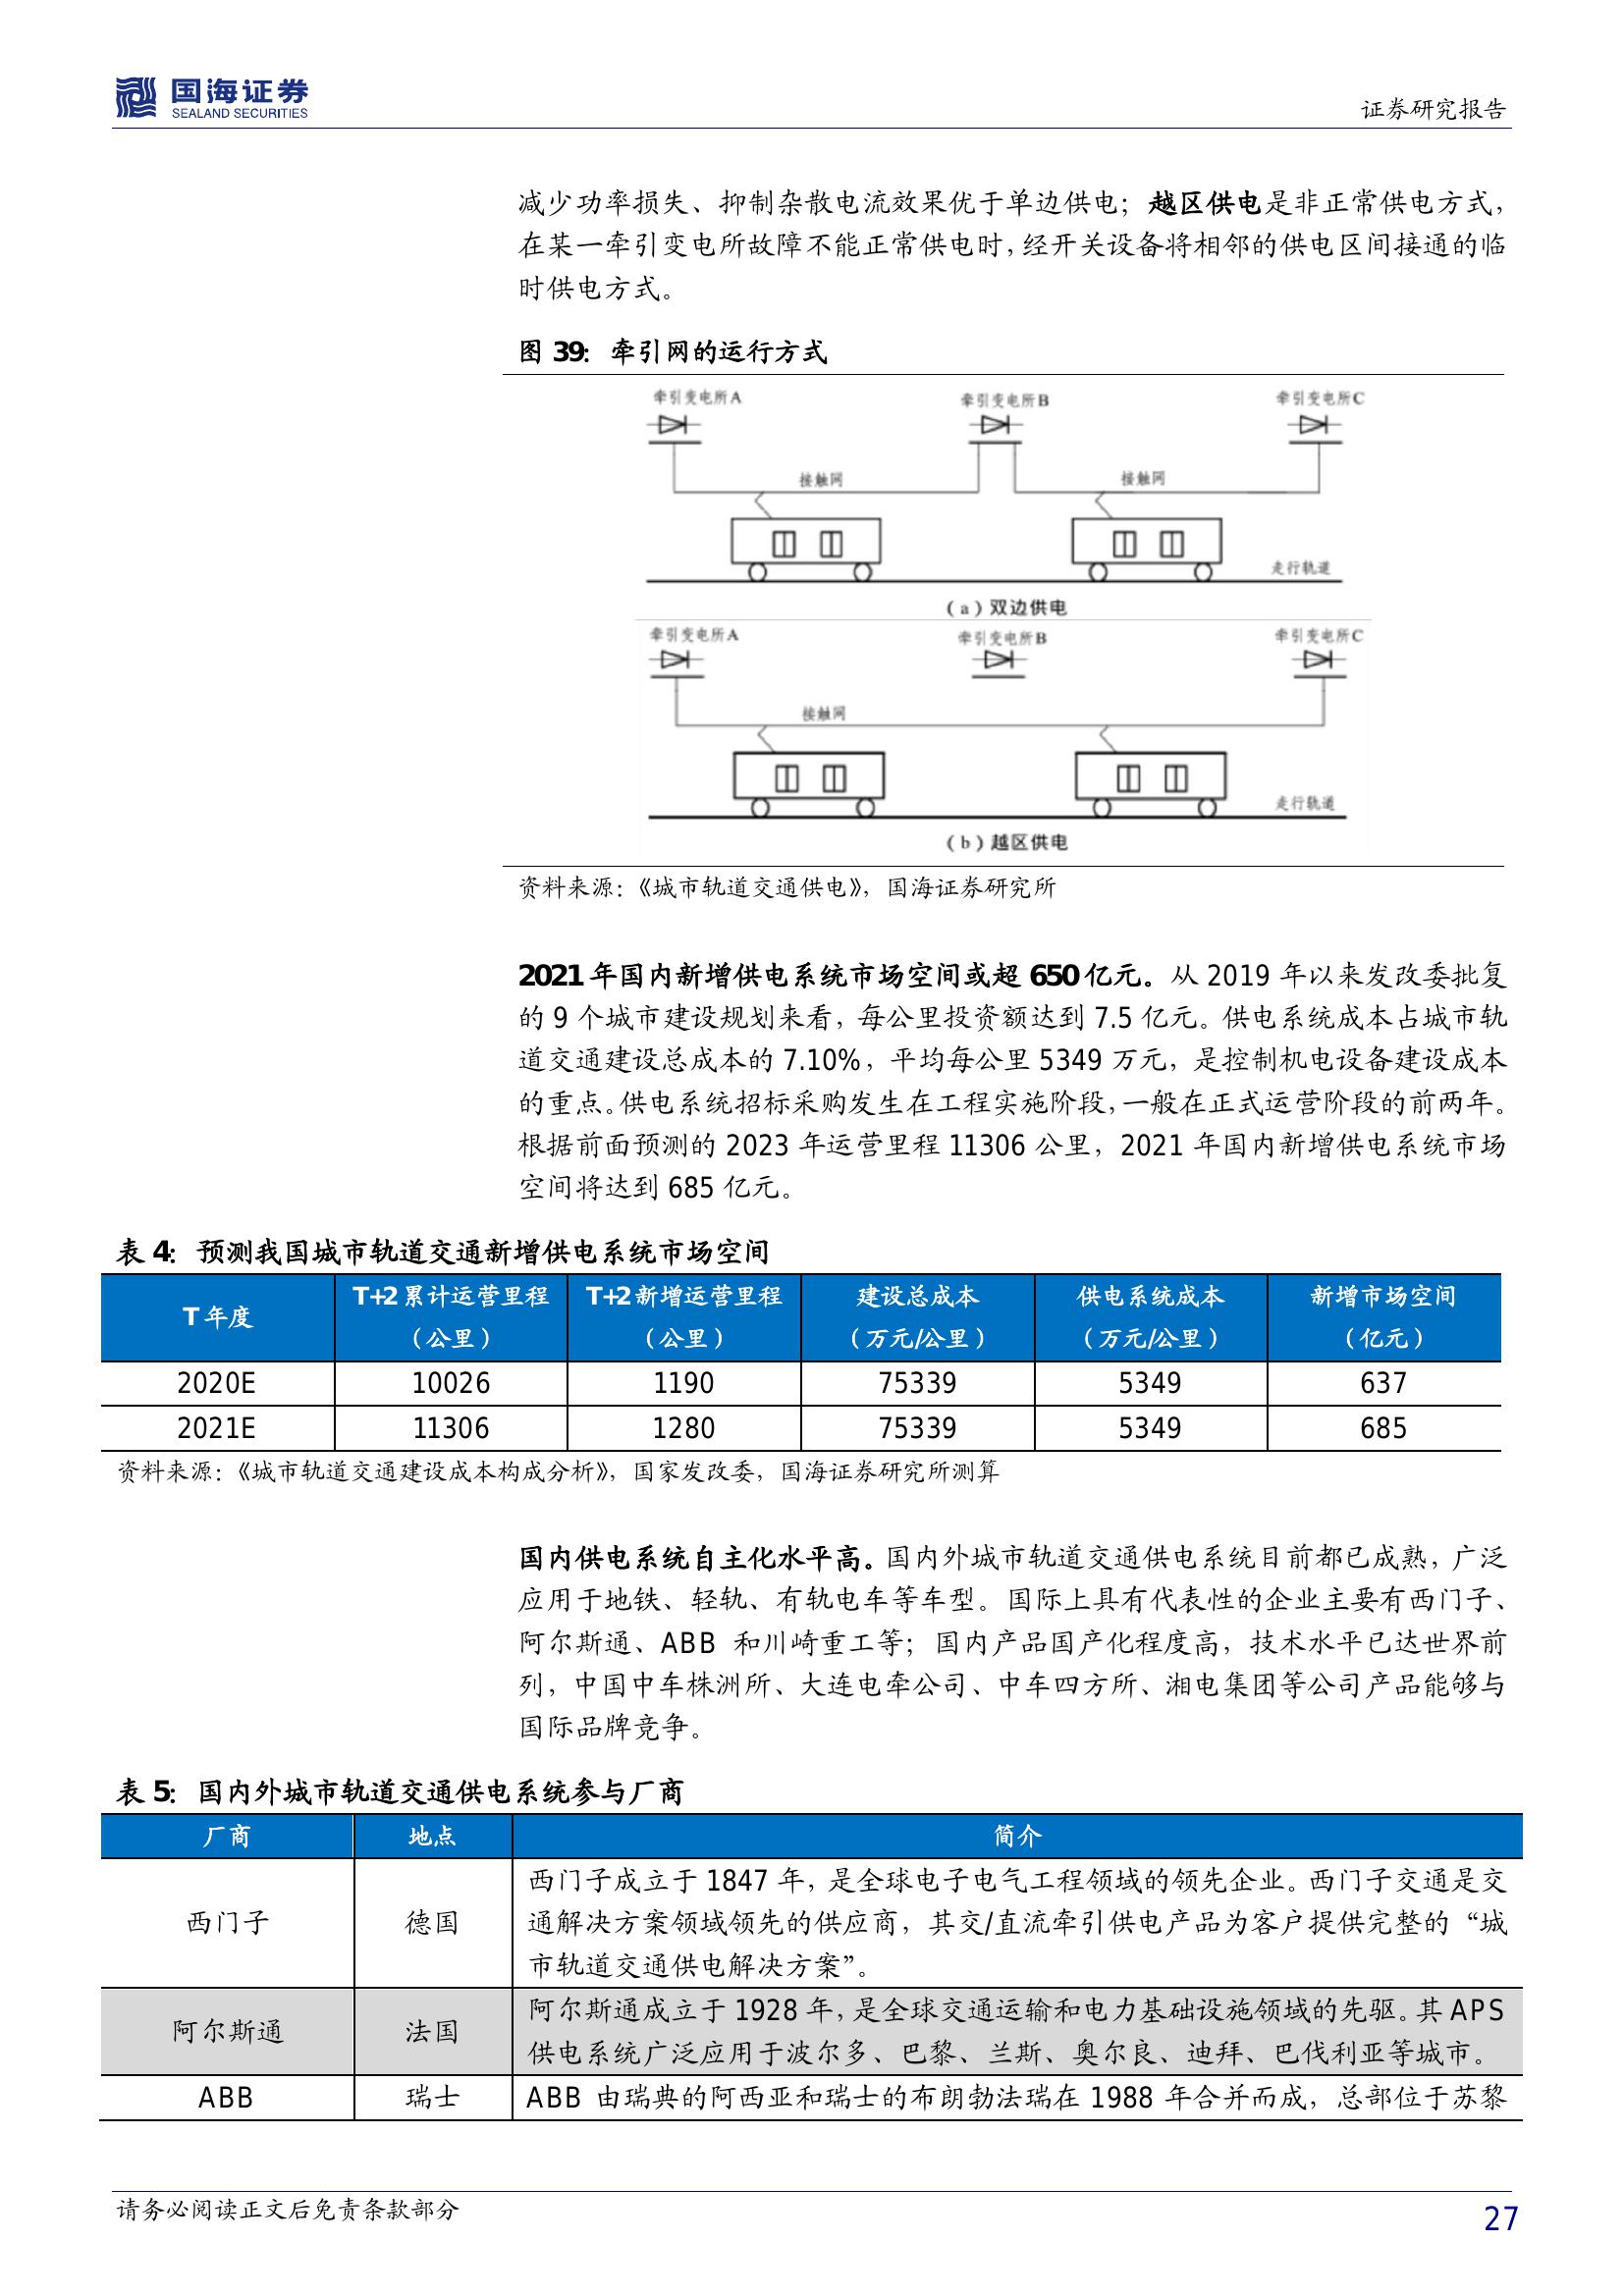 国海证券
SEALAND SECURITIES
证券研究报告
减少功率损失、抑制杂散电流效果优于单边供电；越区供电是非正常供电方式，
在某一牵引变电所故障不能正常供电时，经开关设备将相邻的供电区间接通的临
时供电方式。
图 39：牵引网的运行方式
牵引变电所A 牵引变电所B 牵引变电所C
接触网 接触网
走行轨道
（a）双边供电
牵引变电所A 牵引变电所B 牵引变电所C
接触网
走行轨道
（b）越区供电
资料来源：《城市轨道交通供电》，国海证券研究所
2021 年国内新增供电系统市场空间或超 650 亿元。从 2019 年以来发改委批复
的 9 个城市建设规划来看，每公里投资额达到 7.5 亿元。供电系统成本占城市轨
道交通建设总成本的 7.10%，平均每公里 5349 万元，是控制机电设备建设成本
的重点。供电系统招标采购发生在工程实施阶段，一般在正式运营阶段的前两年。
根据前面预测的 2023 年运营里程 11306 公里，2021 年国内新增供电系统市场
空间将达到 685 亿元。
表 4：预测我国城市轨道交通新增供电系统市场空间
T 年度 T+2 累计运营里程（公里） T+2 新增运营里程（公里） 建设总成本（万元/公里） 供电系统成本（万元/公里） 新增市场空间（亿元）
2020E 10026 1190 75339 5349 637
2021E 11306 1280 75339 5349 685
资料来源：《城市轨道交通建设成本构成分析》，国家发改委，国海证券研究所测算
国内供电系统自主化水平高。国内外城市轨道交通供电系统目前都已成熟，广泛
应用于地铁、轻轨、有轨电车等车型。国际上具有代表性的企业主要有西门子、
阿尔斯通、ABB 和川崎重工等；国内产品国产化程度高，技术水平已达世界前
列，中国中车株洲所、大连电牵公司、中车四方所、湘电集团等公司产品能够与
国际品牌竞争。
表 5：国内外城市轨道交通供电系统参与厂商
厂商 地点 简介
西门子 德国 西门子成立于 1847 年，是全球电子电气工程领域的领先企业。西门子交通是交
通解决方案领域领先的供应商，其交/直流牵引供电产品为客户提供完整的“城
市轨道交通供电解决方案”。
阿尔斯通 法国 阿尔斯通成立于 1928 年，是全球交通运输和电力基础设施领域的先驱。其 APS
供电系统广泛应用于波尔多、巴黎、兰斯、奥尔良、迪拜、巴伐利亚等城市。
ABB 瑞士 ABB 由瑞典的阿西亚和瑞士的布朗勃法瑞在 1988 年合并而成，总部位于苏黎
请务必阅读正文后免责条款部分
27